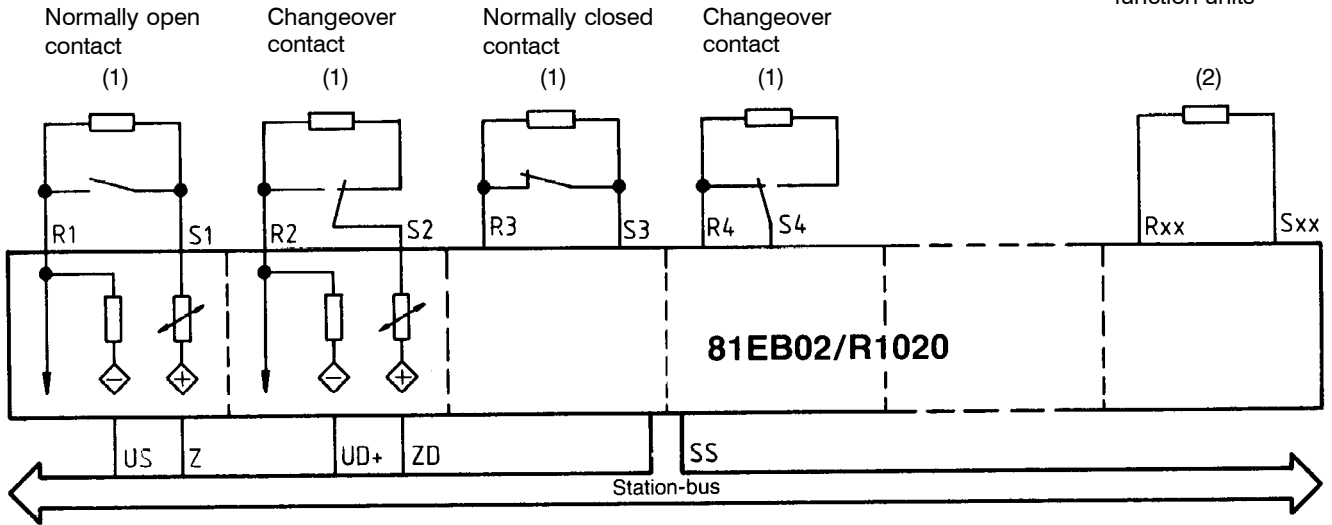 function units
Normally open
contact
(1)
Changeover
contact
(1)
Normally closed
contact
(1)
Changeover
contact
(1)
(2)
R1
S1
R2
S2
R3
S3
R4
S4
Rxx
Sxx
81EB02/R1020
US
Z
UD+
ZD
SS
Station-bus